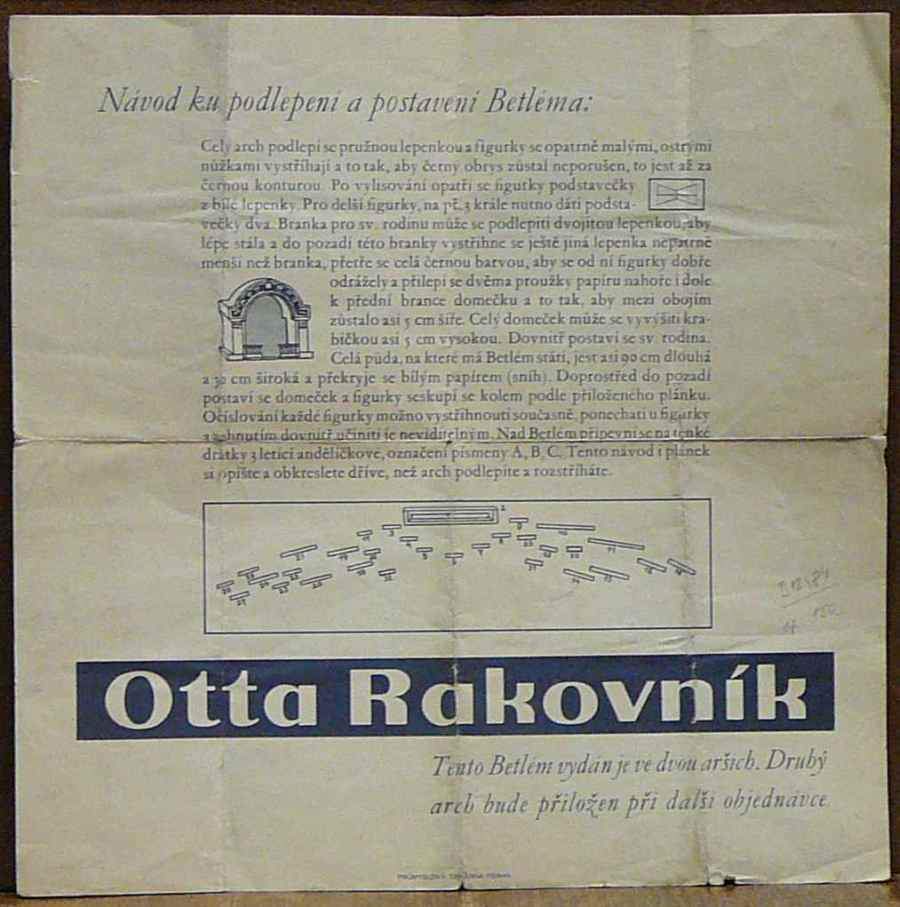 Návod ku podlepení a postavení Betléma:
Celý arch podlepí se pružnou lepenkou a figurky se opatrně malými, ostrými
nůžkami vystříhají a to tak, aby černý obrys zůstal neporušen, to jest až za
černou konturou. Po vylisování opatří se figurky podstavečky
z bílé lepenky. Pro delší figurky, na př. 3 krále nutno dáti podsta-
večky dva. Branka pro sv. rodinu může se podlepiti dvojitou lepenkou, aby
lépe stála a do pozadí této branky vystřihne se ještě jiná lepenka nepatrně
menší než branka, přetře se celá černou barvou, aby se od ní figurky dobře
odrážely a přilepí se dvěma proužky papíru nahoře i dole
k přední brance domečku a to tak, aby mezi obojím
zůstalo asi 5 cm šíře. Celý domeček může se vyvýšiti kra-
bičkou asi 5 cm vysokou. Dovnitř postaví se sv. rodina.
Celá půda, na které má Betlém státi, jest asi 90 cm dlouhá
a 30 cm široká a překryje se bílým papírem (sníh). Doprostřed do pozadí
postaví se domeček a figurky seskupí se kolem podle přiloženého plánku.
Očíslování každé figurky možno vystřihnouti současně, ponechati u figurky
a zahnutím dovnitř učiniti je neviditelným. Nad Betlém připevní se na tenké
drátky 3 letící andělíčkové, označení písmeny A, B, C. Tento návod i plánek
si opište a obkreslete dříve, než arch podlepíte a rozstříháte.
Otta Rakovník
Tento Betlém vydán je ve dvou arších. Druhý
arch bude přiložen při další objednávce.